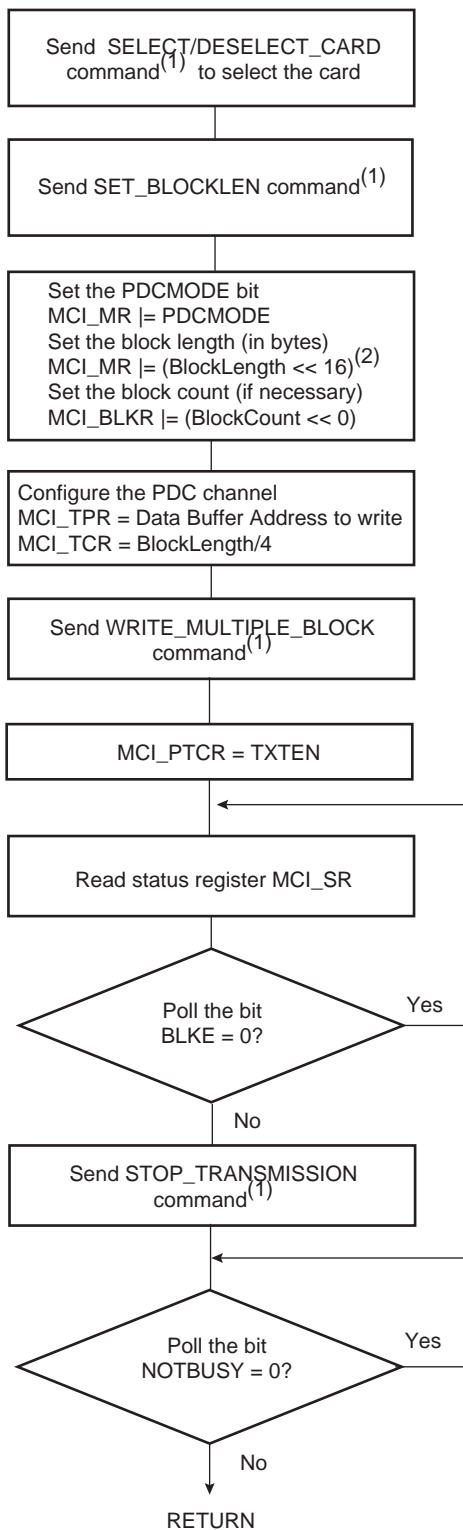 Send SELECT/DESELECT_CARD
command(1) to select the card
Send SET_BLOCKLEN command(1)
Set the PDCMODE bit
MCI_MR |= PDCMODE
Set the block length (in bytes)
MCI_MR |= (BlockLength << 16)(2)
Set the block count (if necessary)
MCI_BLKR |= (BlockCount << 0)
Configure the PDC channel
MCI_TPR = Data Buffer Address to write
MCI_TCR = BlockLength/4
Send WRITE_MULTIPLE_BLOCK
command(1)
MCI_PTCR = TXTEN
Read status register MCI_SR
Poll the bit
BLKE = 0?
Yes
No
Send STOP_TRANSMISSION
command(1)
Poll the bit
NOTBUSY = 0?
Yes
No
RETURN